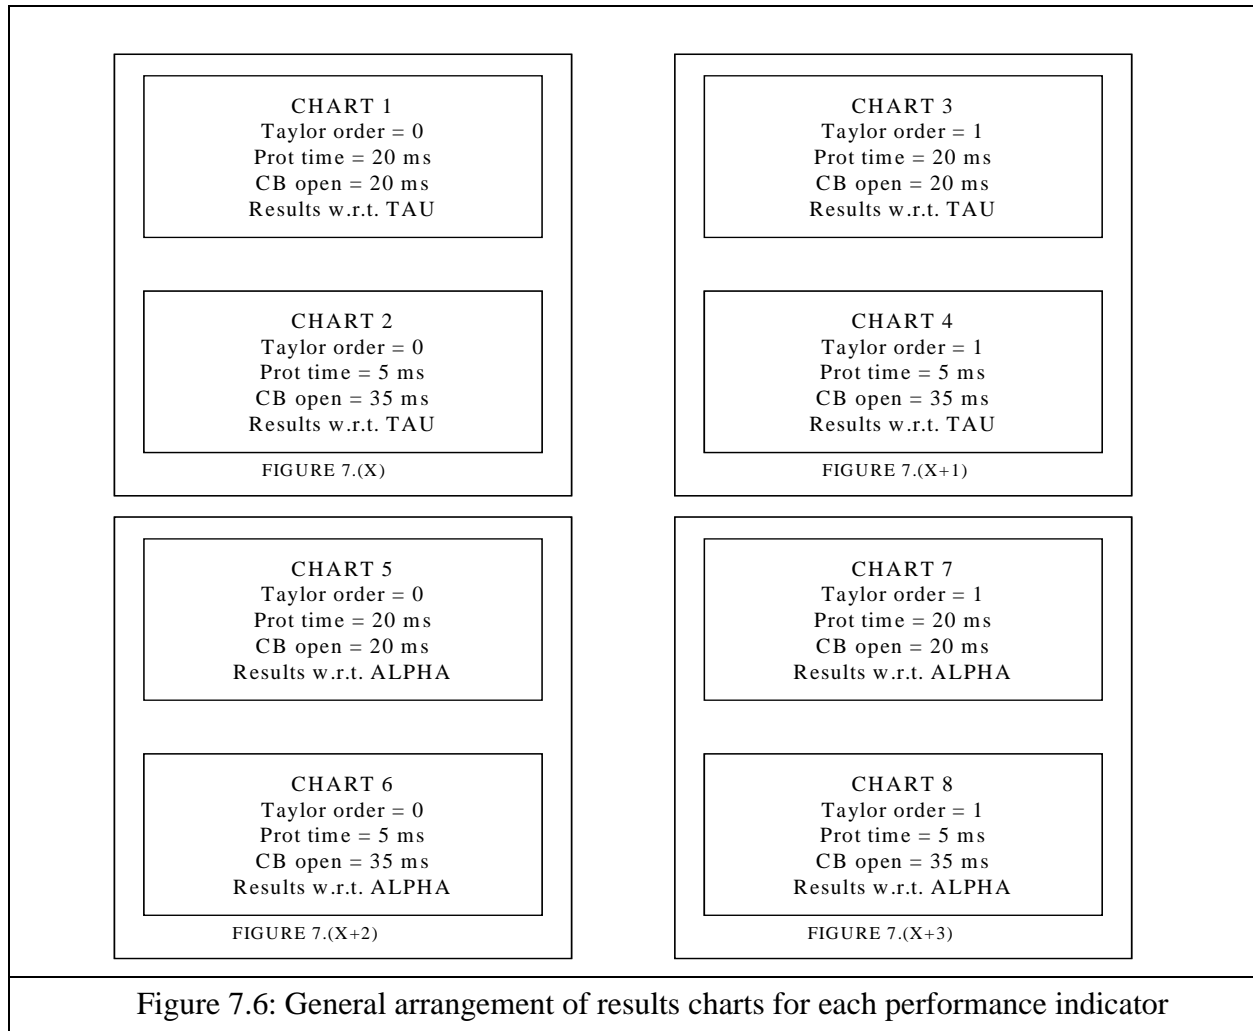 CHART 1
Taylor order = 0
Prot time = 20 ms
CB open = 20 ms
Results w.r.t. TAU
CHART 2
Taylor order = 0
Prot time = 5 ms
CB open = 35 ms
Results w.r.t. TAU
FIGURE 7.(X)
CHART 3
Taylor order = 1
Prot time = 20 ms
CB open = 20 ms
Results w.r.t. TAU
CHART 4
Taylor order = 1
Prot time = 5 ms
CB open = 35 ms
Results w.r.t. TAU
FIGURE 7.(X+1)
CHART 5
Taylor order = 0
Prot time = 20 ms
CB open = 20 ms
Results w.r.t. ALPHA
CHART 6
Taylor order = 0
Prot time = 5 ms
CB open = 35 ms
Results w.r.t. ALPHA
FIGURE 7.(X+2)
CHART 7
Taylor order = 1
Prot time = 20 ms
CB open = 20 ms
Results w.r.t. ALPHA
CHART 8
Taylor order = 1
Prot time = 5 ms
CB open = 35 ms
Results w.r.t. ALPHA
FIGURE 7.(X+3)
Figure 7.6: General arrangement of results charts for each performance indicator